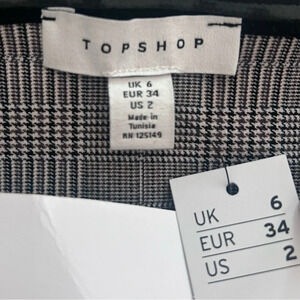 TOPSHOP
UK 6
EUR 34
US 2
Made in
Tunisia
RN 125149
UK 6
EUR 34
US 2